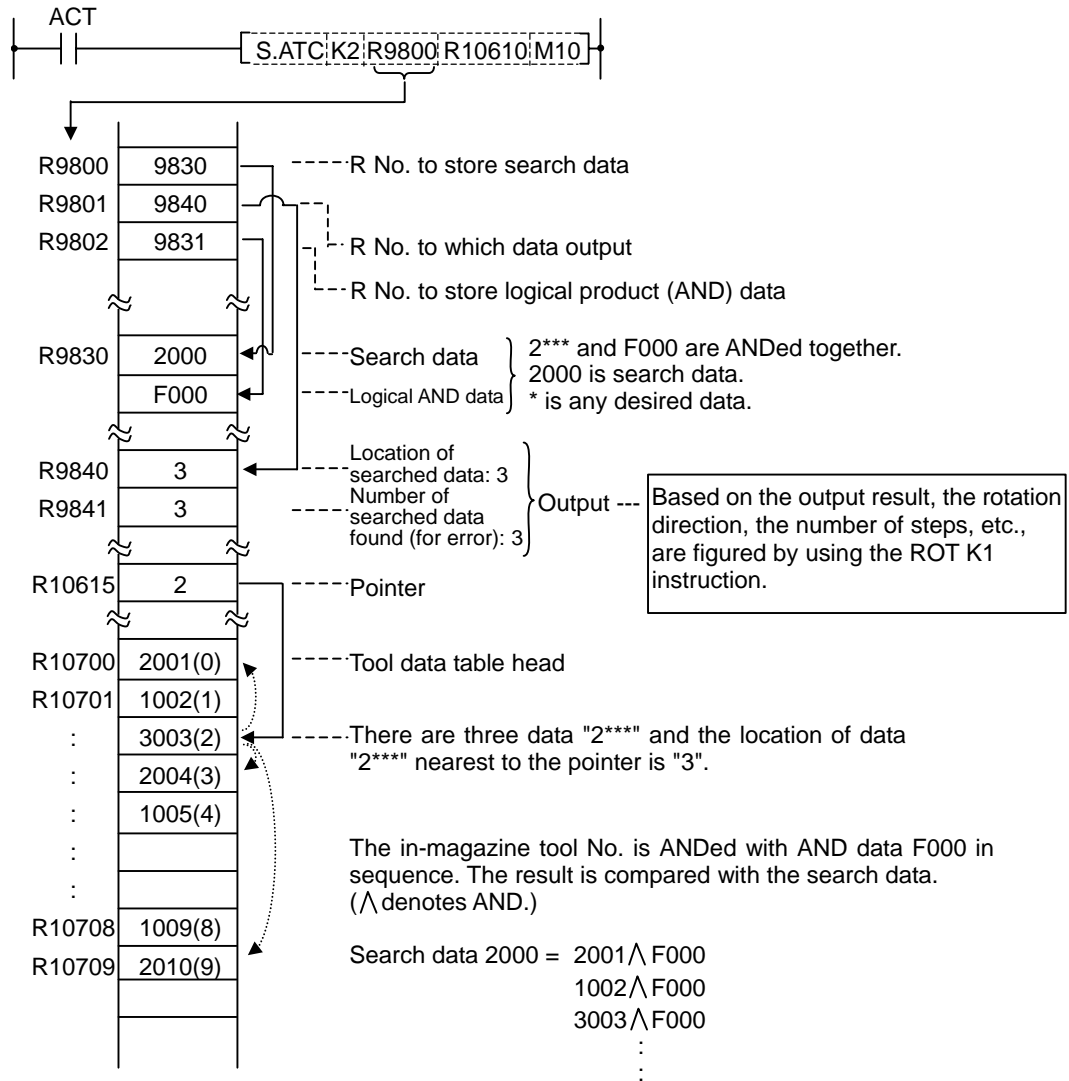 ACT
S.ATC K2 R9800 R10610 M10
R9800 9830 R No. to store search data
R9801 9840
R9802 9831 R No. to which data output
R No. to store logical product (AND) data
R9830 2000 Search data
F000 Logical AND data
2*** and F000 are ANDed together.
2000 is search data.
* is any desired data.
R9840 3 Location of
searched data: 3
R9841 3 Number of
searched data
found (for error): 3
Output ---
Based on the output result, the rotation
direction, the number of steps, etc.,
are figured by using the ROT K1
instruction.
R10615 2 Pointer
R10700 2001(0) Tool data table head
R10701 1002(1)
: 3003(2) There are three data "2***" and the location of data
"2***" nearest to the pointer is "3".
: 2004(3)
: 1005(4)
:
:
The in-magazine tool No. is ANDed with AND data F000 in
sequence. The result is compared with the search data.
(⋀ denotes AND.)
R10708 1009(8)
R10709 2010(9)
Search data 2000 = 2001⋀F000
1002⋀F000
3003⋀F000
:
: